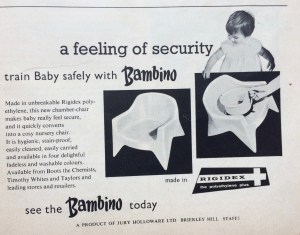 a feeling of security
train Baby safely with Bambino
Made in unbreakable Rigidex poly-
ethylene, this new chamber-chair
makes baby really feel secure,
and it quickly converts
into a cosy nursery chair.
It is hygienic, stain-proof,
easily cleaned, easily carried
and available in four delightful
fadeless and washable colours.
Available from Boots the Chemists,
Timothy Whites and Taylors and
leading stores and retailers.
made in RIGIDEX
the polyethylene plus
see the Bambino today
A PRODUCT OF JURY HOLLOWARE LTD BRIERLEY HILL STAFFS